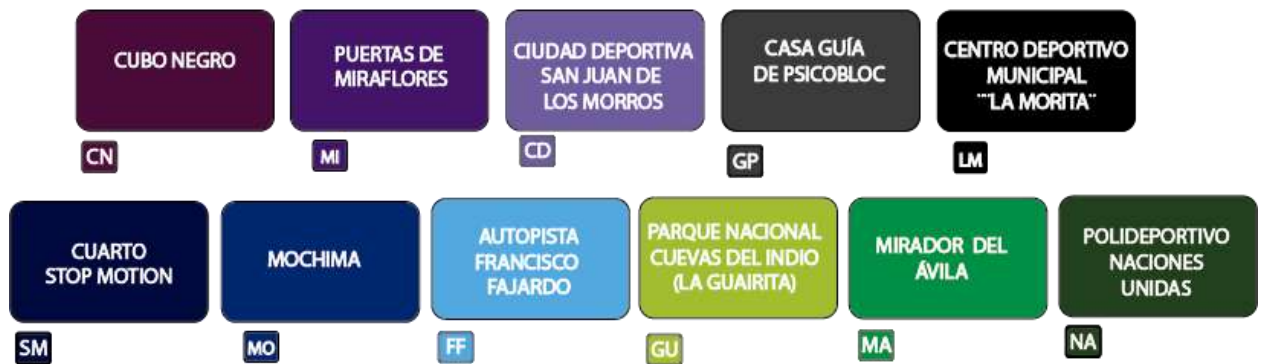 CUBO NEGRO
PUERTAS DE
MIRAFLORES
CIUDAD DEPORTIVA
SAN JUAN DE
LOS MORROS
CASA GUÍA
DE PSICOBLOC
CENTRO DEPORTIVO
MUNICIPAL
¨¨LA MORITA¨
CN
MI
CD
GP
LM
CUARTO
STOP MOTION
MOCHIMA
AUTOPISTA
FRANCISCO
FAJARDO
PARQUE NACIONAL
CUEVAS DEL INDIO
(LA GUAIRITA)
MIRADOR DEL
ÁVILA
POLIDEPORTIVO
NACIONES
UNIDAS
SM
MO
FF
GU
MA
NA